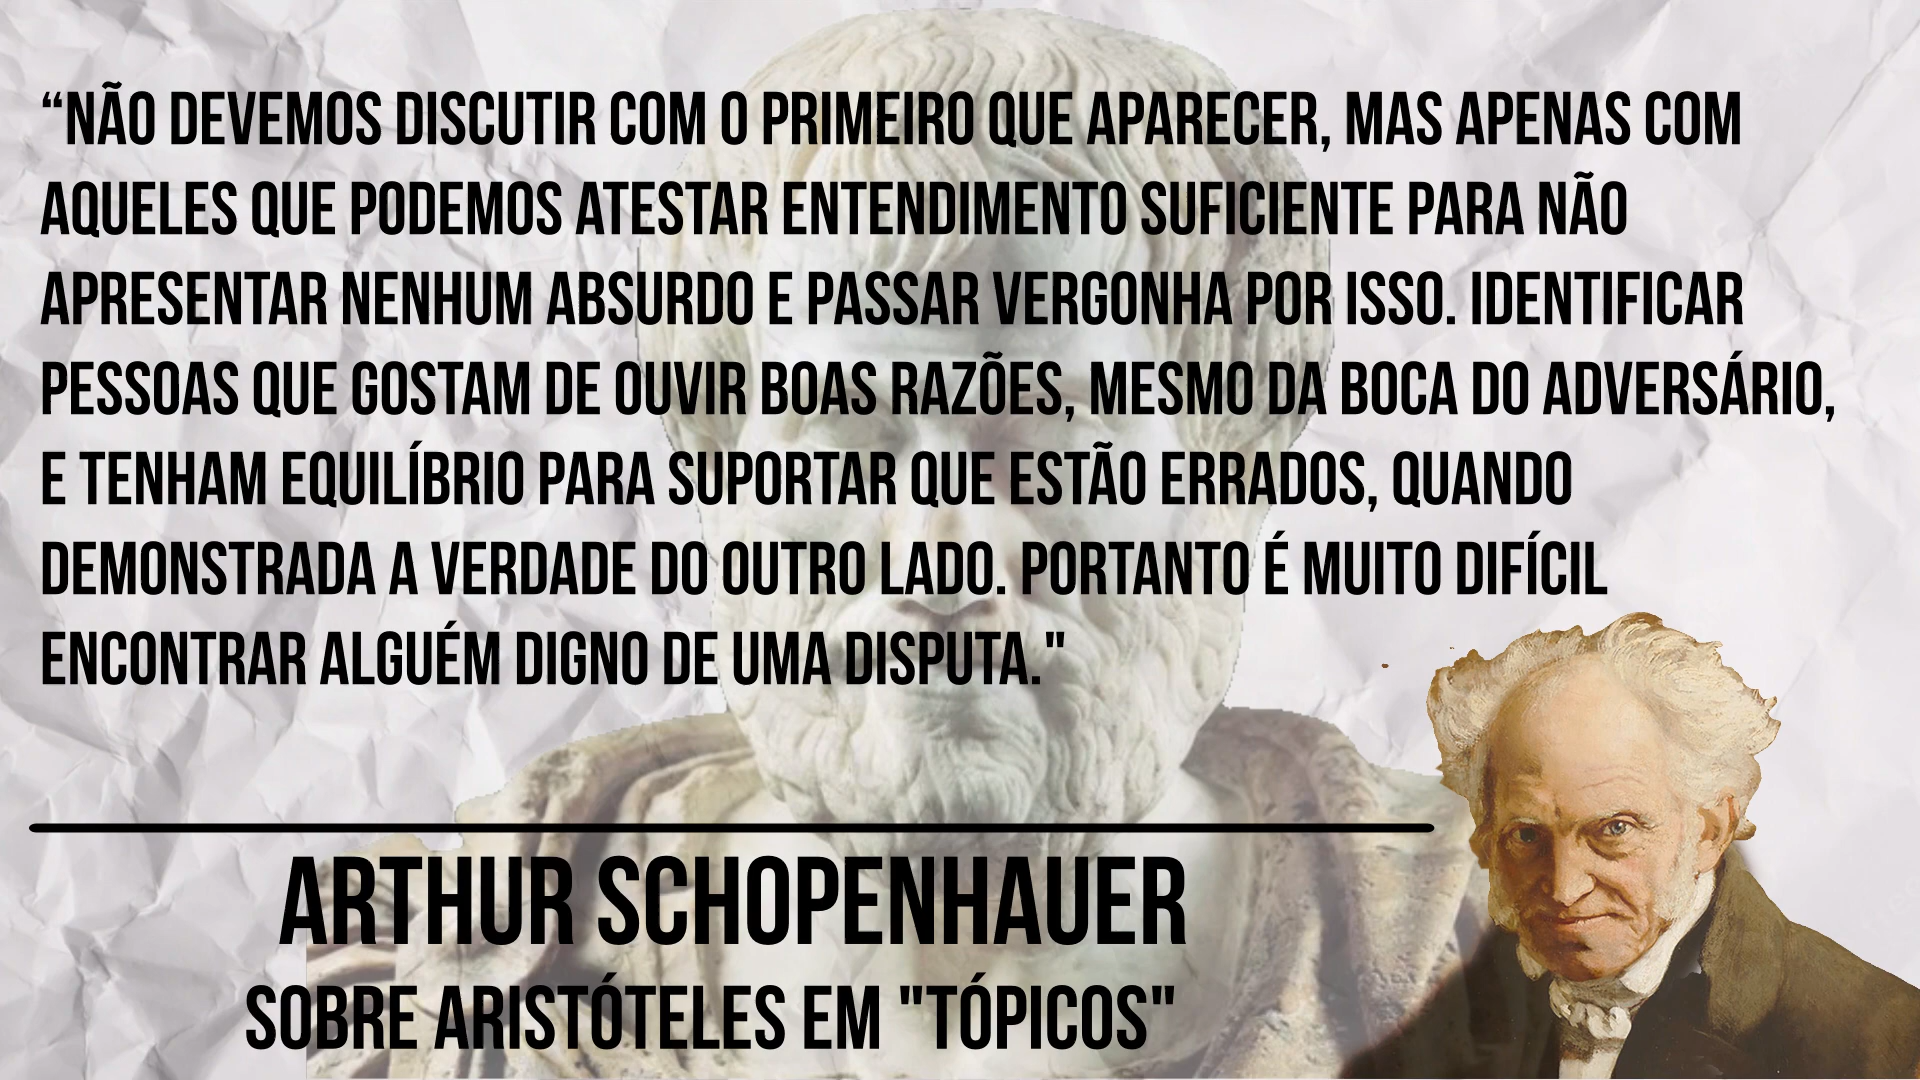 “NÃO DEVEMOS DISCUTIR COM O PRIMEIRO QUE APARECER, MAS APENAS COM
AQUELES QUE PODEMOS ATESTAR ENTENDIMENTO SUFICIENTE PARA NÃO
APRESENTAR NENHUM ABSURDO E PASSAR VERGONHA POR ISSO. IDENTIFICAR
PESSOAS QUE GOSTAM DE OUVIR BOAS RAZÕES, MESMO DA BOCA DO ADVERSÁRIO,
E TENHAM EQUILÍBRIO PARA SUPORTAR QUE ESTÃO ERRADOS, QUANDO
DEMONSTRADA A VERDADE DO OUTRO LADO. PORTANTO É MUITO DIFÍCIL
ENCONTRAR ALGUÉM DIGNO DE UMA DISPUTA."
ARTHUR SCHOPENHAUER
SOBRE ARISTÓTELES EM "TÓPICOS"